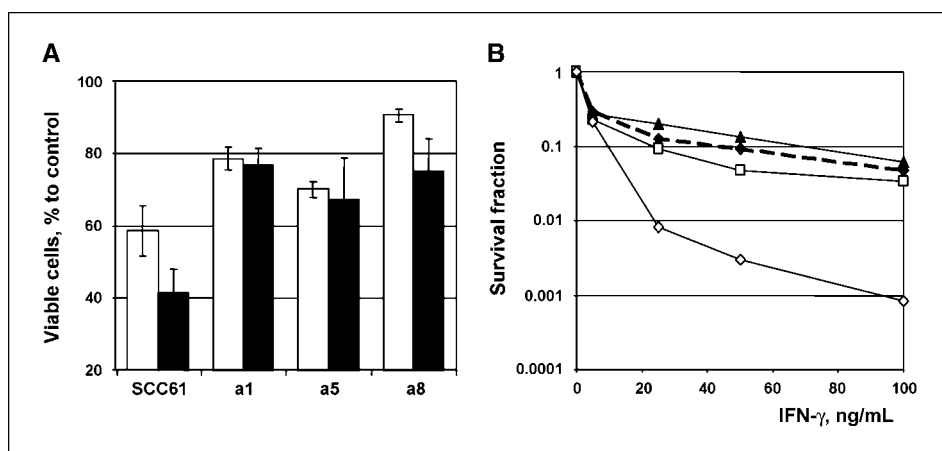 A
Viable cells, % to control
100
80
60
40
20
SCC61 a1 a5 a8
B
Survival fraction
1
0.1
0.01
0.001
0.0001
0 20 40 60 80 100
IFN-γ, ng/mL